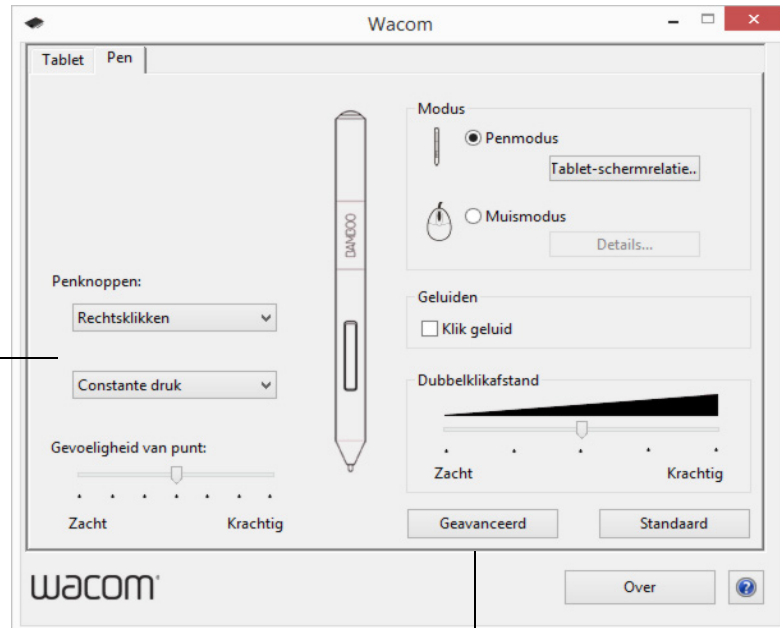 Wacom
Tablet
Pen
BAMBOO
Penknoppen:
Rechtsklikken
Constante druk
Gevoeligheid van punt:
Zacht
Krachtig
Modus
Penmodus
Tablet-schermrelatie..
Muismodus
Details...
Geluiden
Klik geluid
Dubbelklikafstand
Zacht
Krachtig
Geavanceerd
Standaard
wacom
Over
?